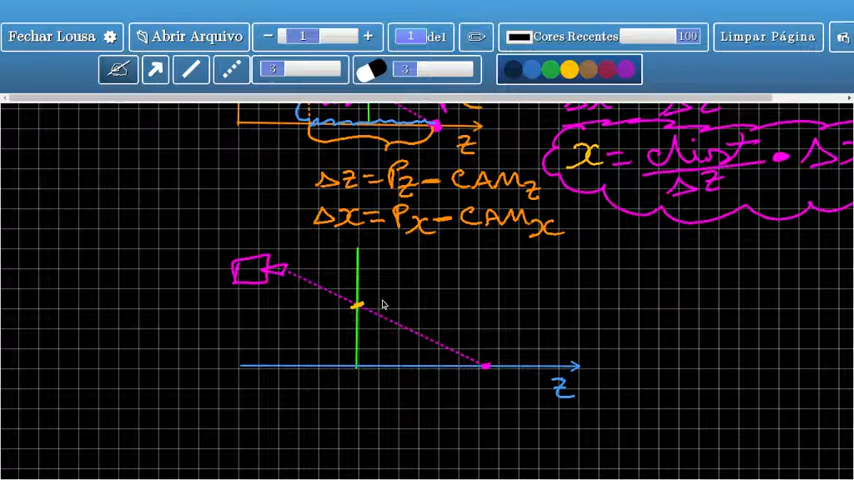 Fechar Lousa
Abrir Arquivo
− 1 +
1 de1
Cores Recentes
100
Limpar Página
3
3
z
x = dist / Δz • Δx
Δz = Pz − CAMz
Δx = Px − CAMx
z